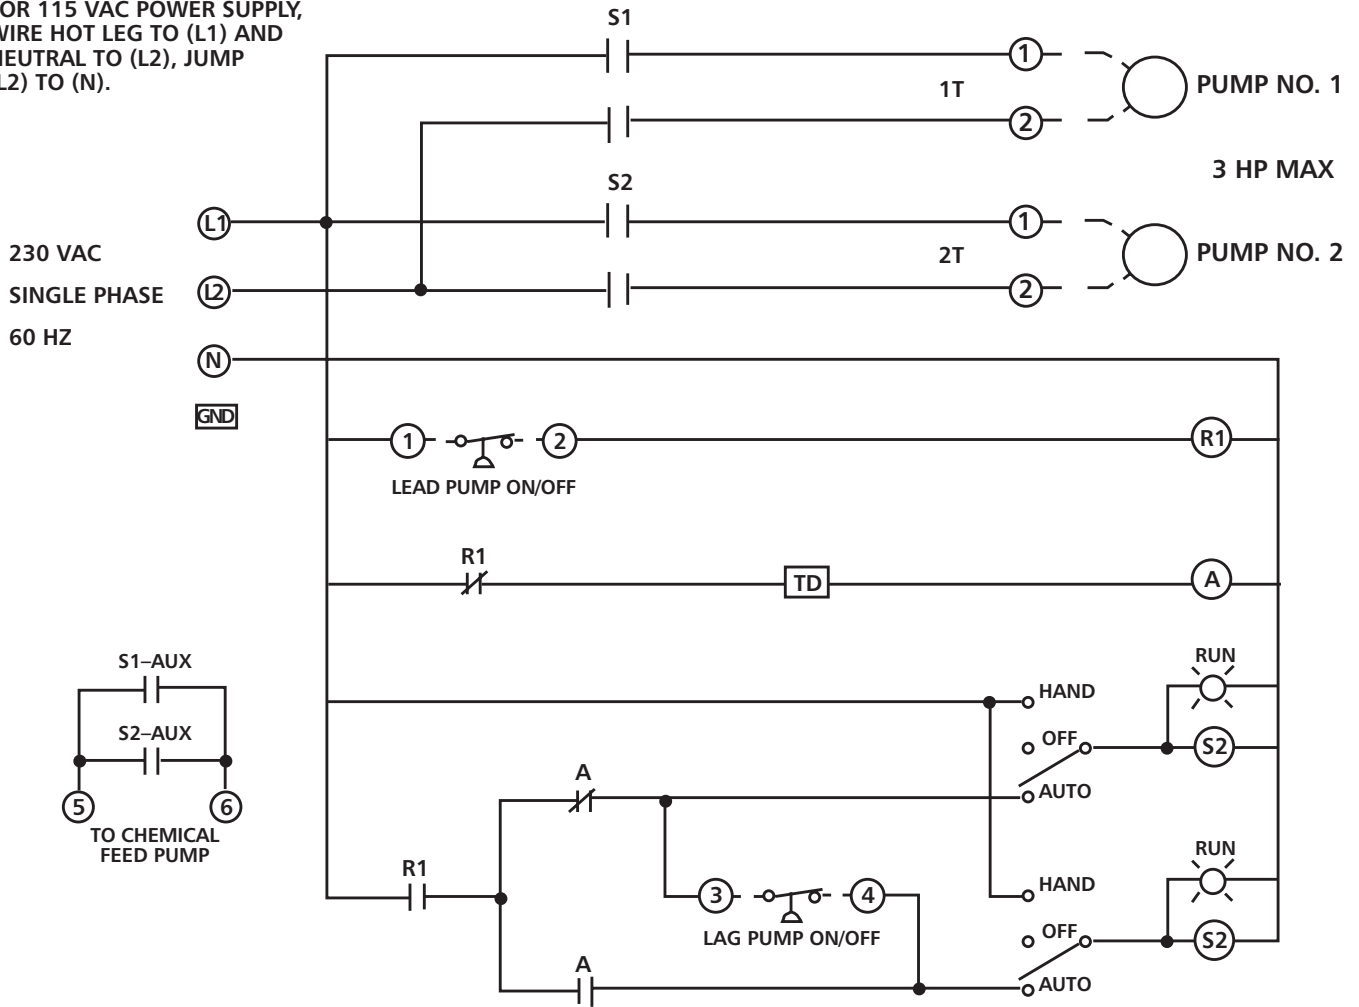 OR 115 VAC POWER SUPPLY,
WIRE HOT LEG TO (L1) AND
NEUTRAL TO (L2), JUMP
L2) TO (N).
S1
1
1T
2
PUMP NO. 1
3 HP MAX
S2
L1
1
230 VAC
2T
PUMP NO. 2
SINGLE PHASE
L2
2
60 HZ
N
GND
1
2
R1
LEAD PUMP ON/OFF
R1
TD
A
S1–AUX
S2–AUX
5
6
TO CHEMICAL
FEED PUMP
RUN
HAND
OFF
S2
A
AUTO
RUN
R1
3
4
HAND
LAG PUMP ON/OFF
OFF
S2
A
AUTO